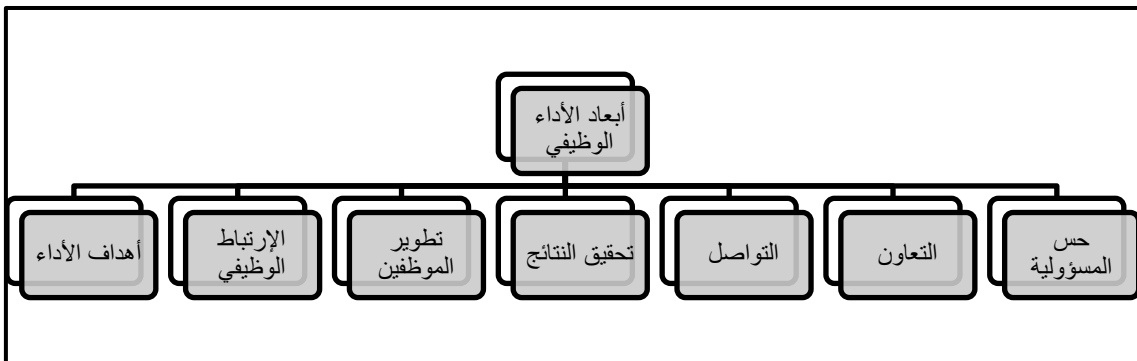 أبعاد الأداء
الوظيفي
حس
المسؤولية
التعاون
التواصل
تحقيق النتائج
تطوير
الموظفين
الإرتباط
الوظيفي
أهداف الأداء